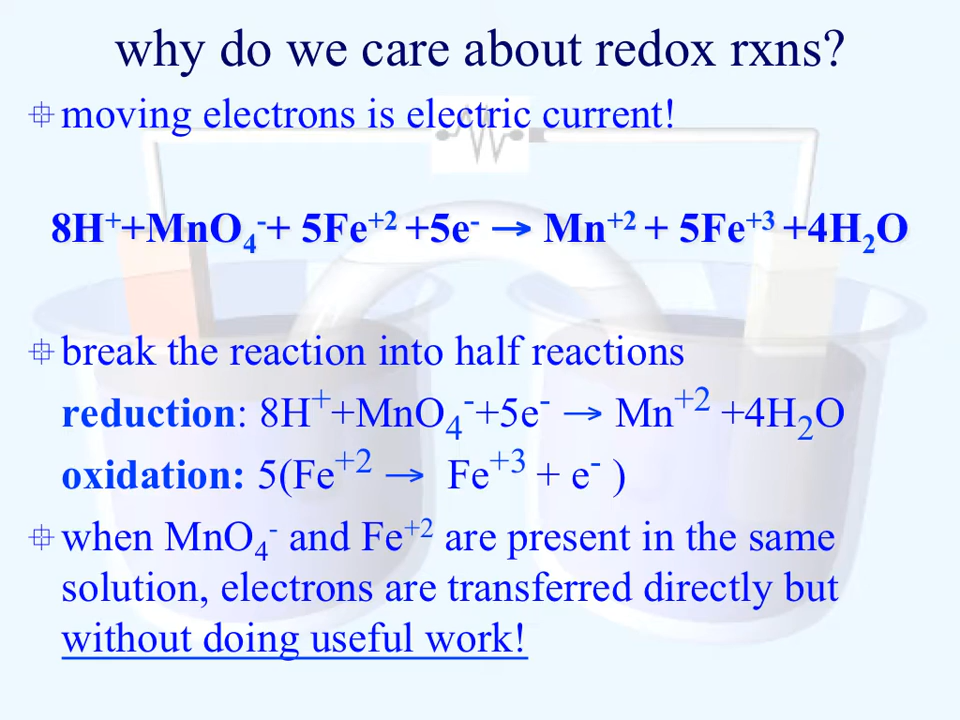 why do we care about redox rxns?
moving electrons is electric current!
8H⁺+MnO₄⁻+ 5Fe⁺² +5e⁻ → Mn⁺² + 5Fe⁺³ +4H₂O
break the reaction into half reactions
reduction: 8H⁺+MnO₄⁻+5e⁻ → Mn⁺² +4H₂O
oxidation: 5(Fe⁺² → Fe⁺³ + e⁻ )
when MnO₄⁻ and Fe⁺² are present in the same
solution, electrons are transferred directly but
without doing useful work!